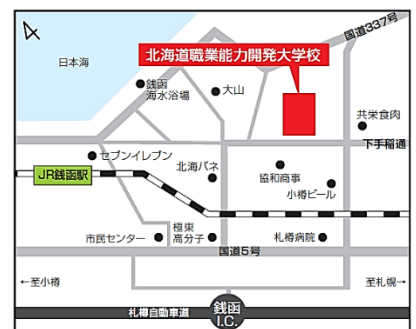 国道337号
北海道職業能力開発大学校
日本海
銭函
海水浴場
大山
共栄食肉
下手稲通
セブンイレブン
北海バネ
協和商事
JR銭函駅
小樽ビール
市民センター
極東
高分子
札樽病院
国道5号
←至小樽
至札幌→
札樽自動車道
銭函
I.C.